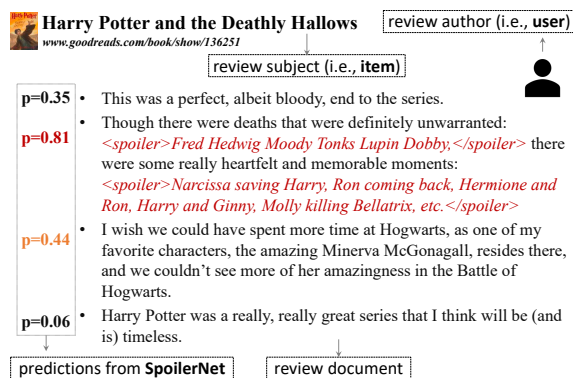 Harry Potter and the Deathly Hallows
www.goodreads.com/book/show/136251
review author (i.e., user)
review subject (i.e., item)
p=0.35 • This was a perfect, albeit bloody, end to the series.
• Though there were deaths that were definitely unwarranted:
p=0.81 <spoiler>Fred Hedwig Moody Tonks Lupin Dobby,</spoiler> there
were some really heartfelt and memorable moments:
<spoiler>Narcissa saving Harry, Ron coming back, Hermione and
Ron, Harry and Ginny, Molly killing Bellatrix, etc.</spoiler>
p=0.44 • I wish we could have spent more time at Hogwarts, as one of my
favorite characters, the amazing Minerva McGonagall, resides there,
and we couldn't see more of her amazingness in the Battle of
Hogwarts.
p=0.06 • Harry Potter was a really, really great series that I think will be (and
is) timeless.
predictions from SpoilerNet
review document